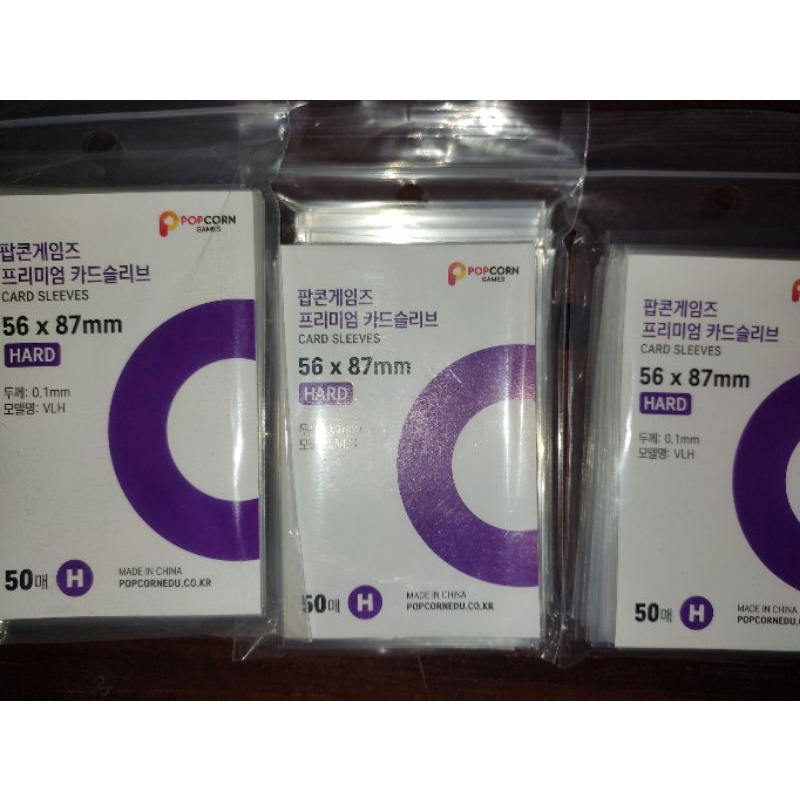 POPCORN
GAMES
팝콘게임즈
프리미엄 카드슬리브
CARD SLEEVES
56 x 87mm
HARD
두께: 0.1mm
모델명: VLH
50매 H
MADE IN CHINA
POPCORNEDU.CO.KR
POPCORN
GAMES
팝콘게임즈
프리미엄 카드슬리브
CARD SLEEVES
56 x 87mm
HARD
50매 H
MADE IN CHINA
POPCORNEDU.CO.KR
팝콘게임즈
프리미엄 카드슬리브
CARD SLEEVES
56 x 87mm
HARD
두께: 0.1mm
모델명: VLH
50매 H
MADE IN CHINA
POPCORNEDU.